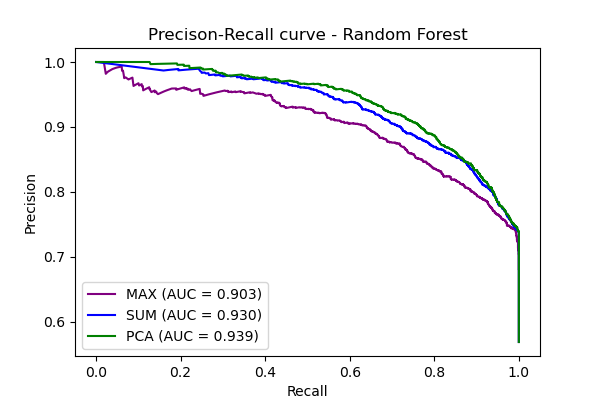 Precison-Recall curve - Random Forest
1.0
0.9
0.8
0.7
0.6
Precision
MAX (AUC = 0.903)
SUM (AUC = 0.930)
PCA (AUC = 0.939)
0.0 0.2 0.4 0.6 0.8 1.0
Recall